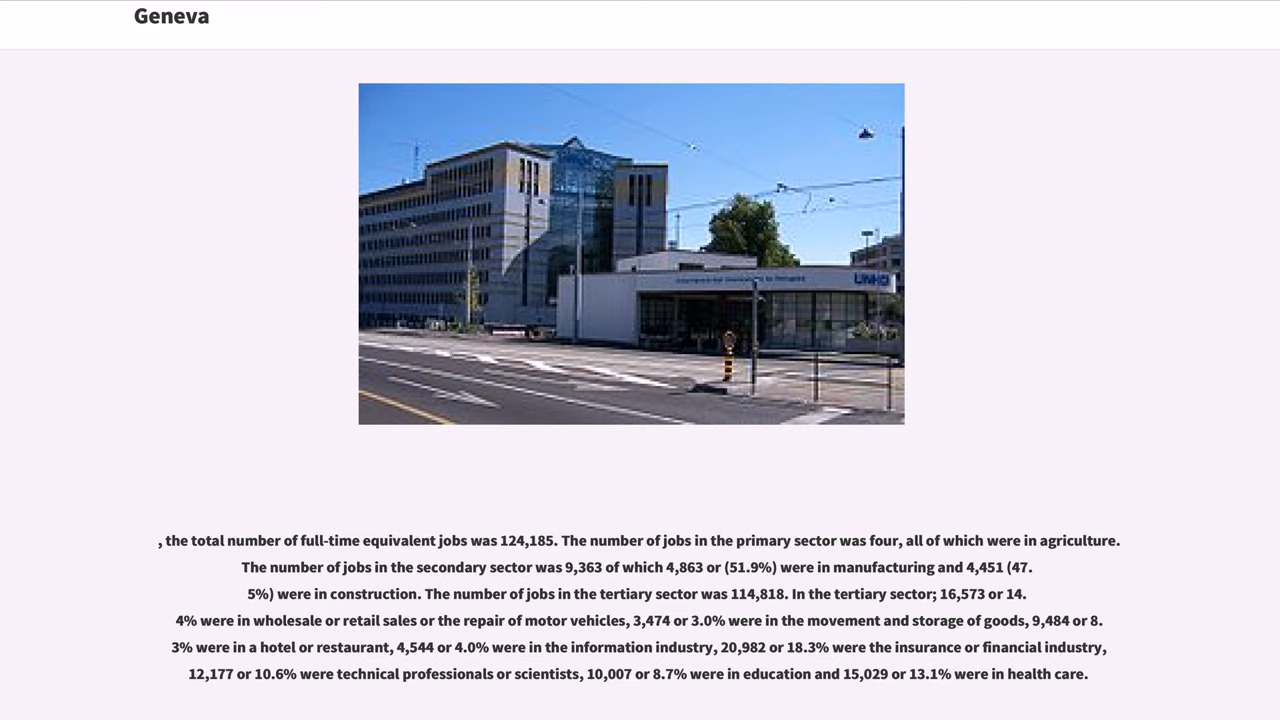 Geneva
UNHCR
, the total number of full-time equivalent jobs was 124,185. The number of jobs in the primary sector was four, all of which were in agriculture.
The number of jobs in the secondary sector was 9,363 of which 4,863 or (51.9%) were in manufacturing and 4,451 (47.
5%) were in construction. The number of jobs in the tertiary sector was 114,818. In the tertiary sector; 16,573 or 14.
4% were in wholesale or retail sales or the repair of motor vehicles, 3,474 or 3.0% were in the movement and storage of goods, 9,484 or 8.
3% were in a hotel or restaurant, 4,544 or 4.0% were in the information industry, 20,982 or 18.3% were the insurance or financial industry,
12,177 or 10.6% were technical professionals or scientists, 10,007 or 8.7% were in education and 15,029 or 13.1% were in health care.